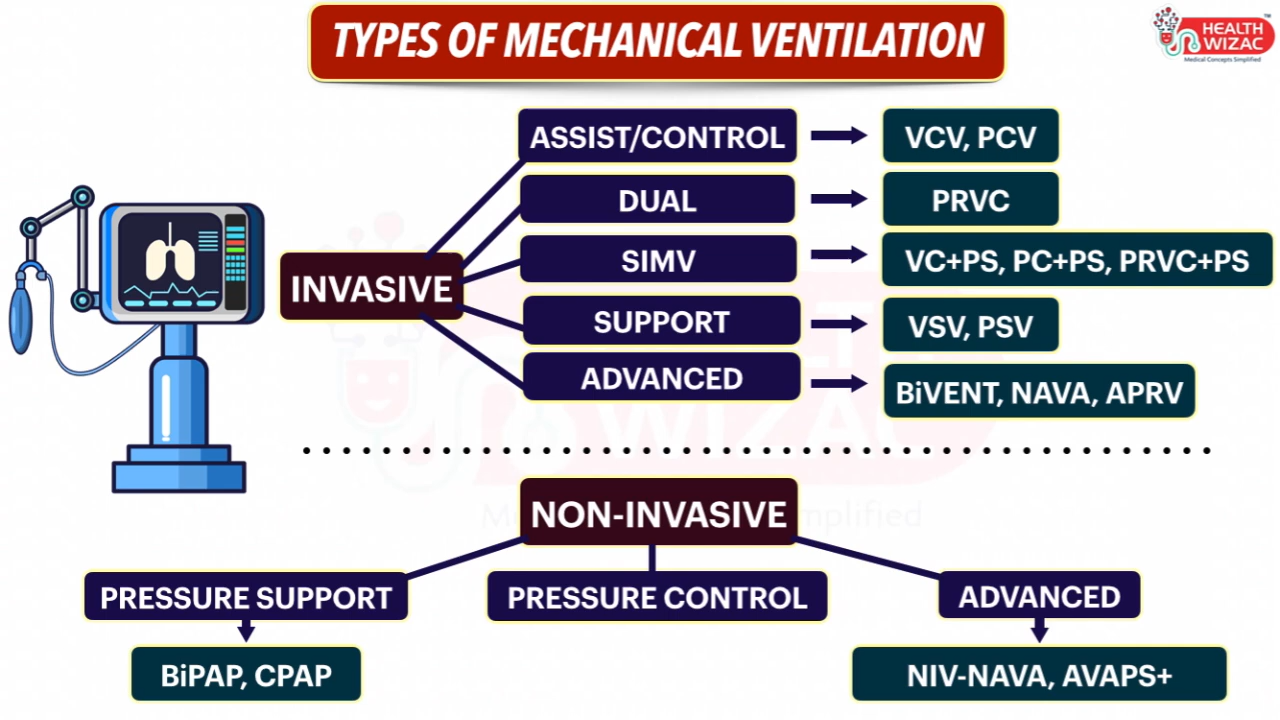 TYPES OF MECHANICAL VENTILATION
HEALTH
WIZAC
TM
Medical Concepts Simplified
INVASIVE
ASSIST/CONTROL
VCV, PCV
DUAL
PRVC
SIMV
VC+PS, PC+PS, PRVC+PS
SUPPORT
VSV, PSV
ADVANCED
BiVENT, NAVA, APRV
NON-INVASIVE
PRESSURE SUPPORT
BiPAP, CPAP
PRESSURE CONTROL
ADVANCED
NIV-NAVA, AVAPS+